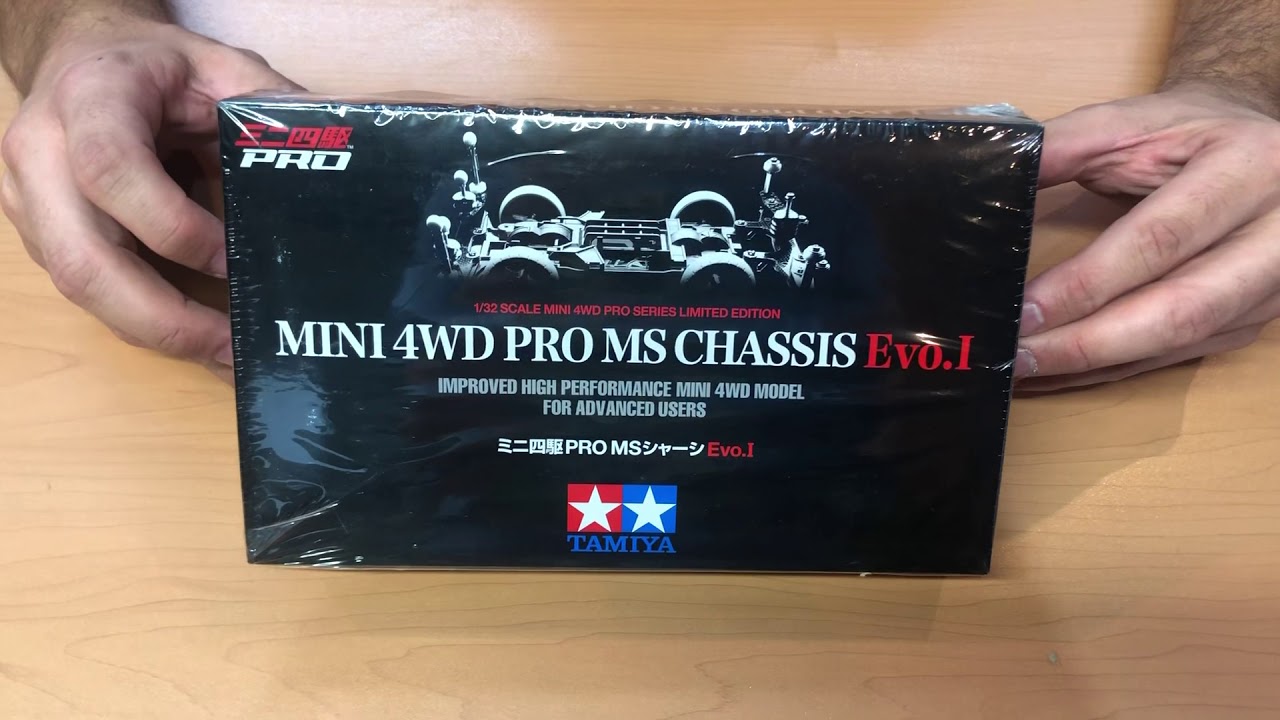 ミニ四駆™
PRO
1/32 SCALE MINI 4WD PRO SERIES LIMITED EDITION
MINI 4WD PRO MS CHASSIS Evo.I
IMPROVED HIGH PERFORMANCE MINI 4WD MODEL
FOR ADVANCED USERS
ミニ四駆PRO MSシャーシ Evo.I
TAMIYA